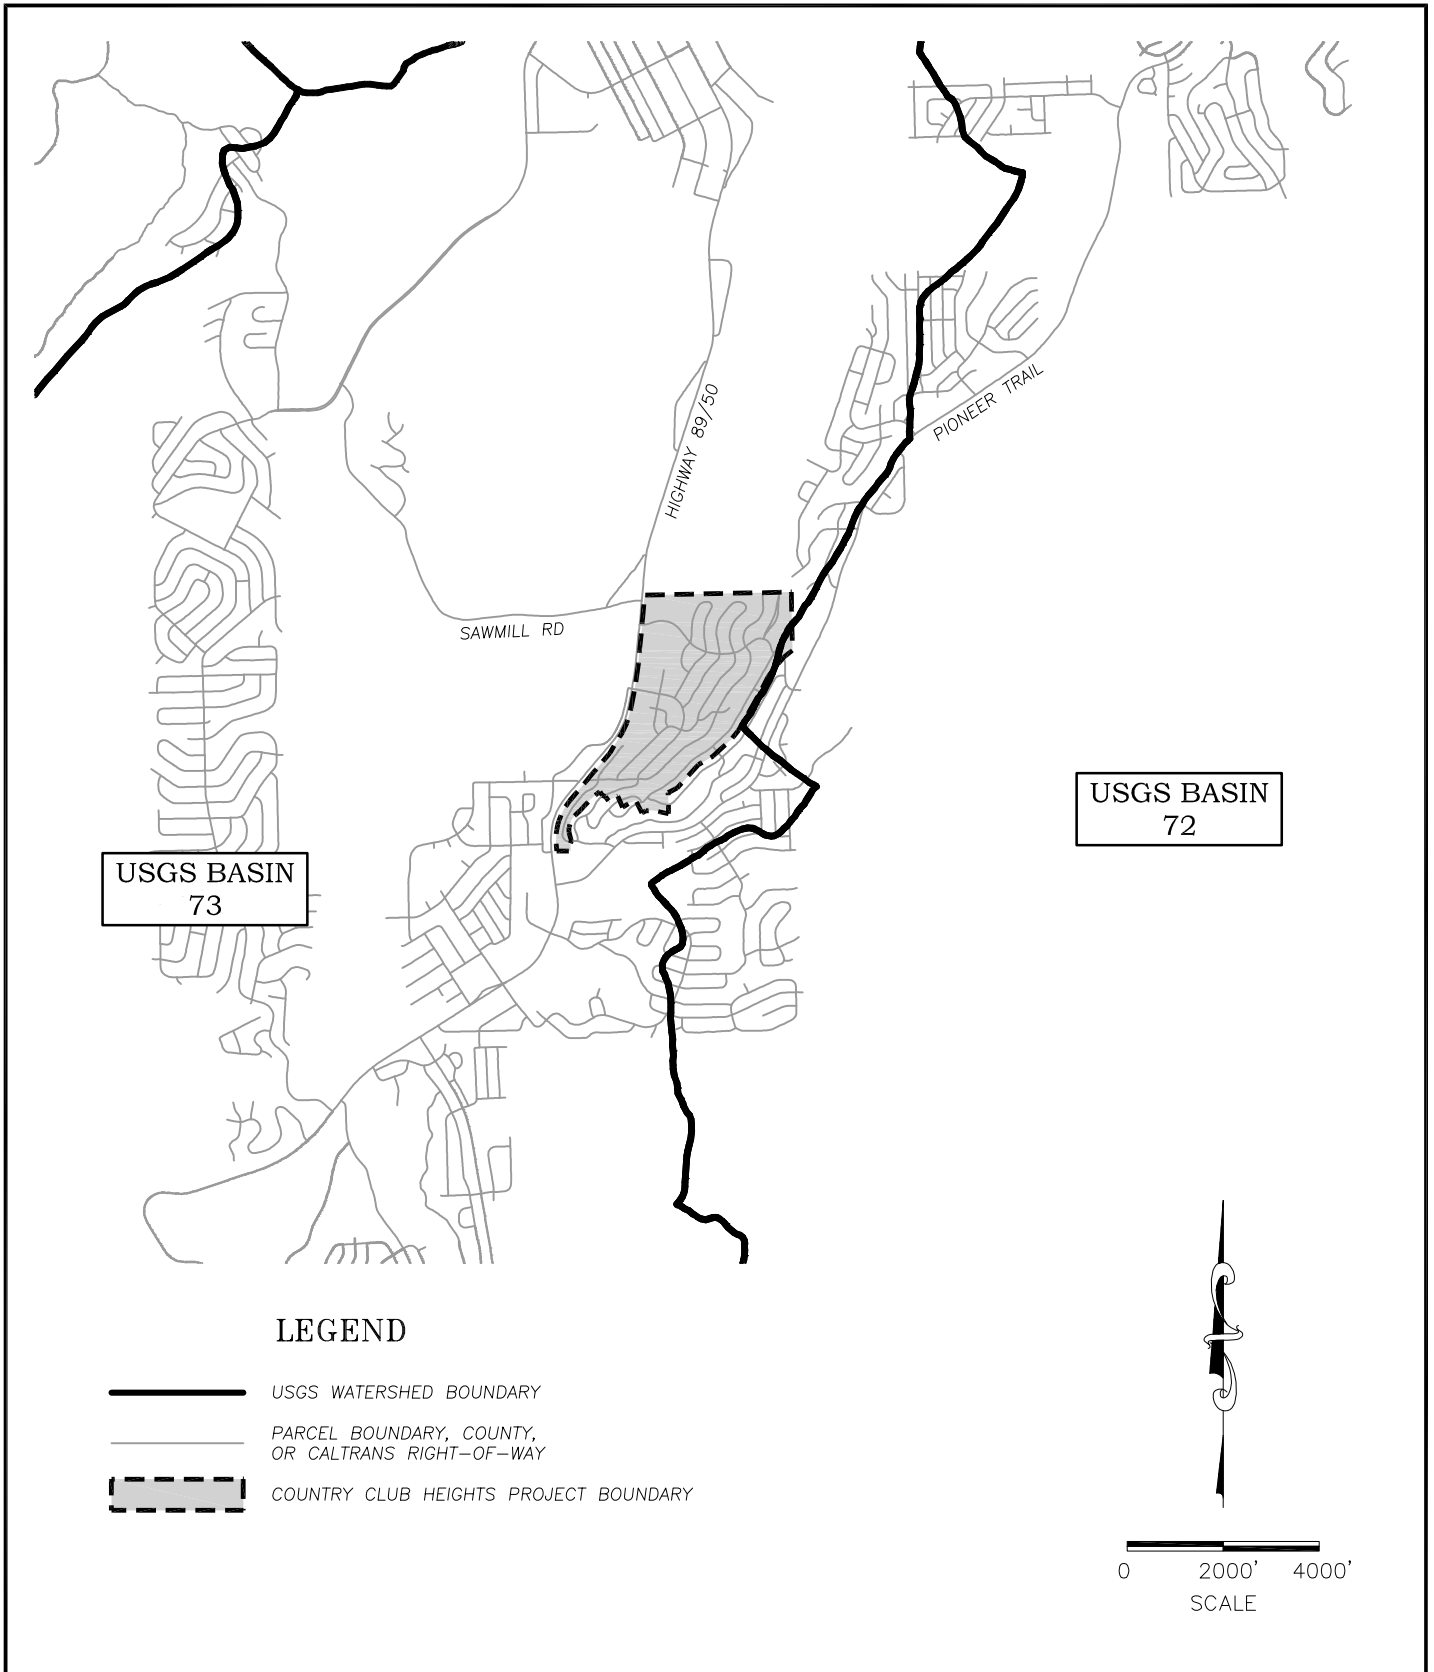 PIONEER TRAIL
HIGHWAY 89/50
SAWMILL RD
USGS BASIN
72
USGS BASIN
73
LEGEND
USGS WATERSHED BOUNDARY
PARCEL BOUNDARY, COUNTY,
OR CALTRANS RIGHT-OF-WAY
COUNTRY CLUB HEIGHTS PROJECT BOUNDARY
0 2000' 4000'
SCALE